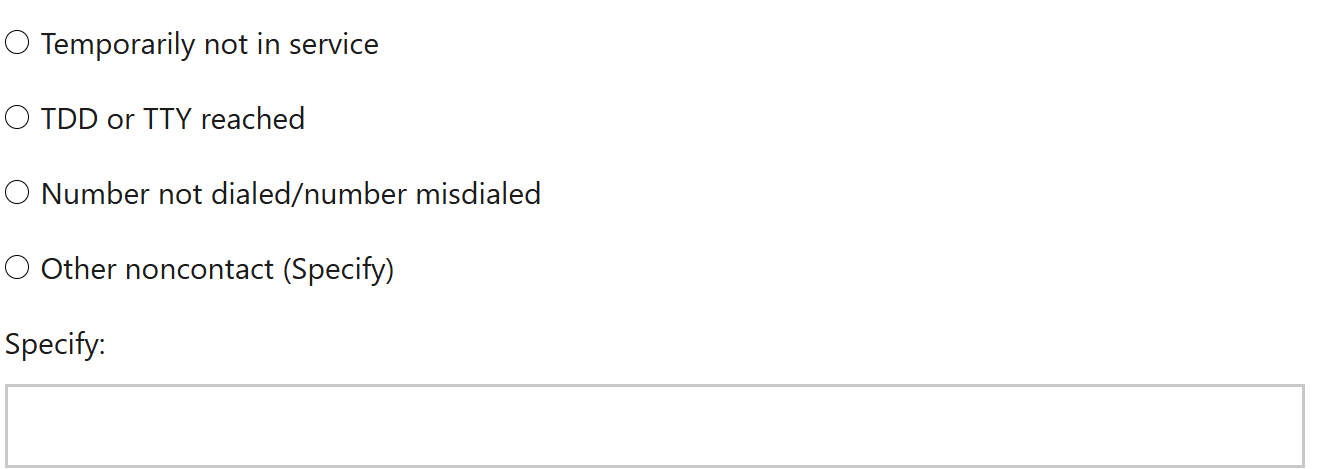 Temporarily not in service
TDD or TTY reached
Number not dialed/number misdialed
Other noncontact (Specify)
Specify: